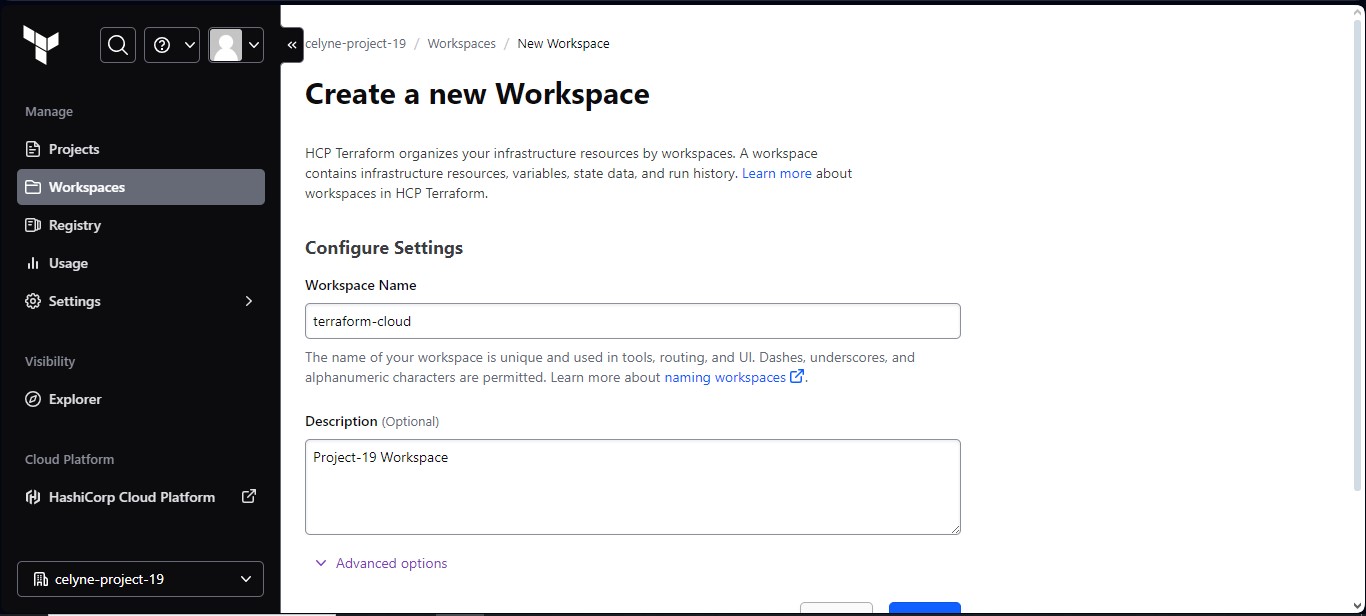 Manage
Projects
Workspaces
Registry
Usage
Settings
Visibility
Explorer
Cloud Platform
HashiCorp Cloud Platform
celyne-project-19
celyne-project-19 / Workspaces / New Workspace
Create a new Workspace
HCP Terraform organizes your infrastructure resources by workspaces. A workspace
contains infrastructure resources, variables, state data, and run history. Learn more about
workspaces in HCP Terraform.
Configure Settings
Workspace Name
terraform-cloud
The name of your workspace is unique and used in tools, routing, and UI. Dashes, underscores, and
alphanumeric characters are permitted. Learn more about naming workspaces.
Description (Optional)
Project-19 Workspace
Advanced options